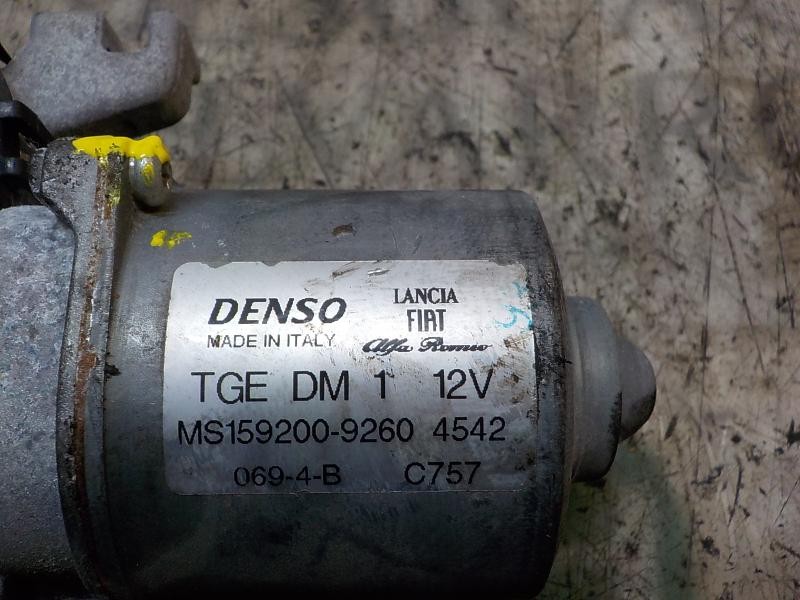 DENSO
MADE IN ITALY
LANCIA
FIAT
Alfa Romeo
TGE DM 1 12V
MS159200-9260 4542
069-4-B C757